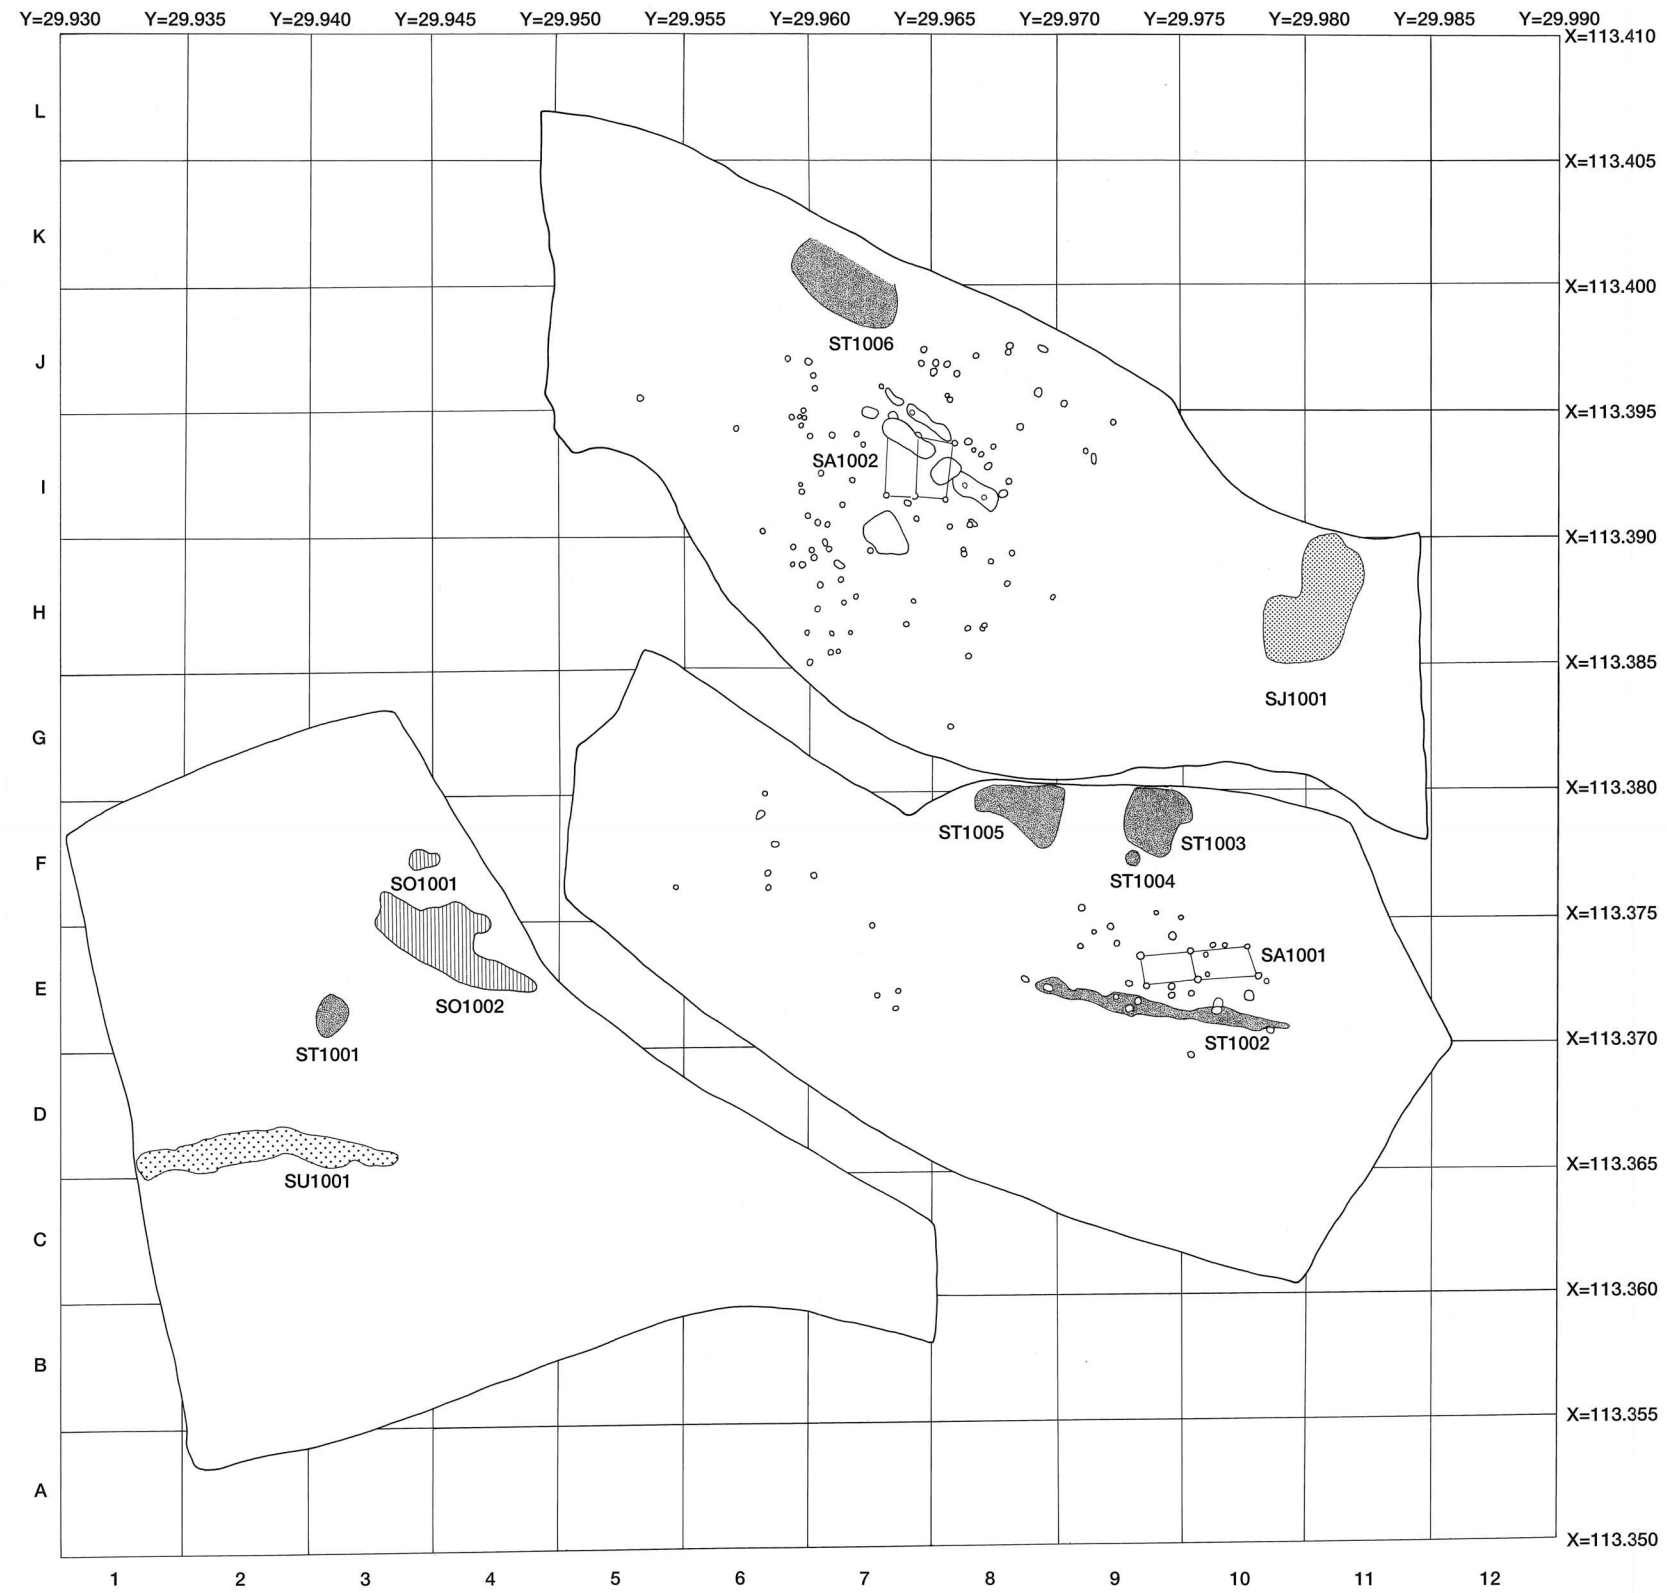 Y=29.930 Y=29.935 Y=29.940 Y=29.945 Y=29.950 Y=29.955 Y=29.960 Y=29.965 Y=29.970 Y=29.975 Y=29.980 Y=29.985 Y=29.990
X=113.410
L
X=113.405
K
X=113.400
ST1006
J
X=113.395
SA1002
I
X=113.390
H
X=113.385
SJ1001
G
X=113.380
ST1005
ST1003
F
ST1004
SO1001
X=113.375
SA1001
E
SO1002
X=113.370
ST1002
ST1001
D
X=113.365
SU1001
C
X=113.360
B
X=113.355
A
X=113.350
1 2 3 4 5 6 7 8 9 10 11 12